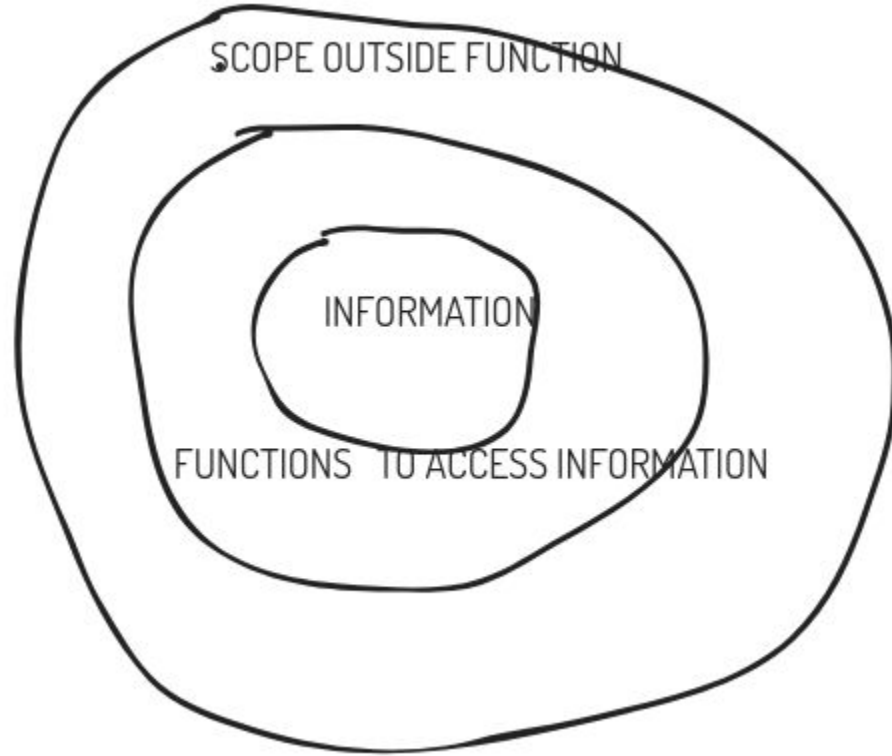 SCOPE OUTSIDE FUNCTION
INFORMATION
FUNCTIONS TO ACCESS INFORMATION